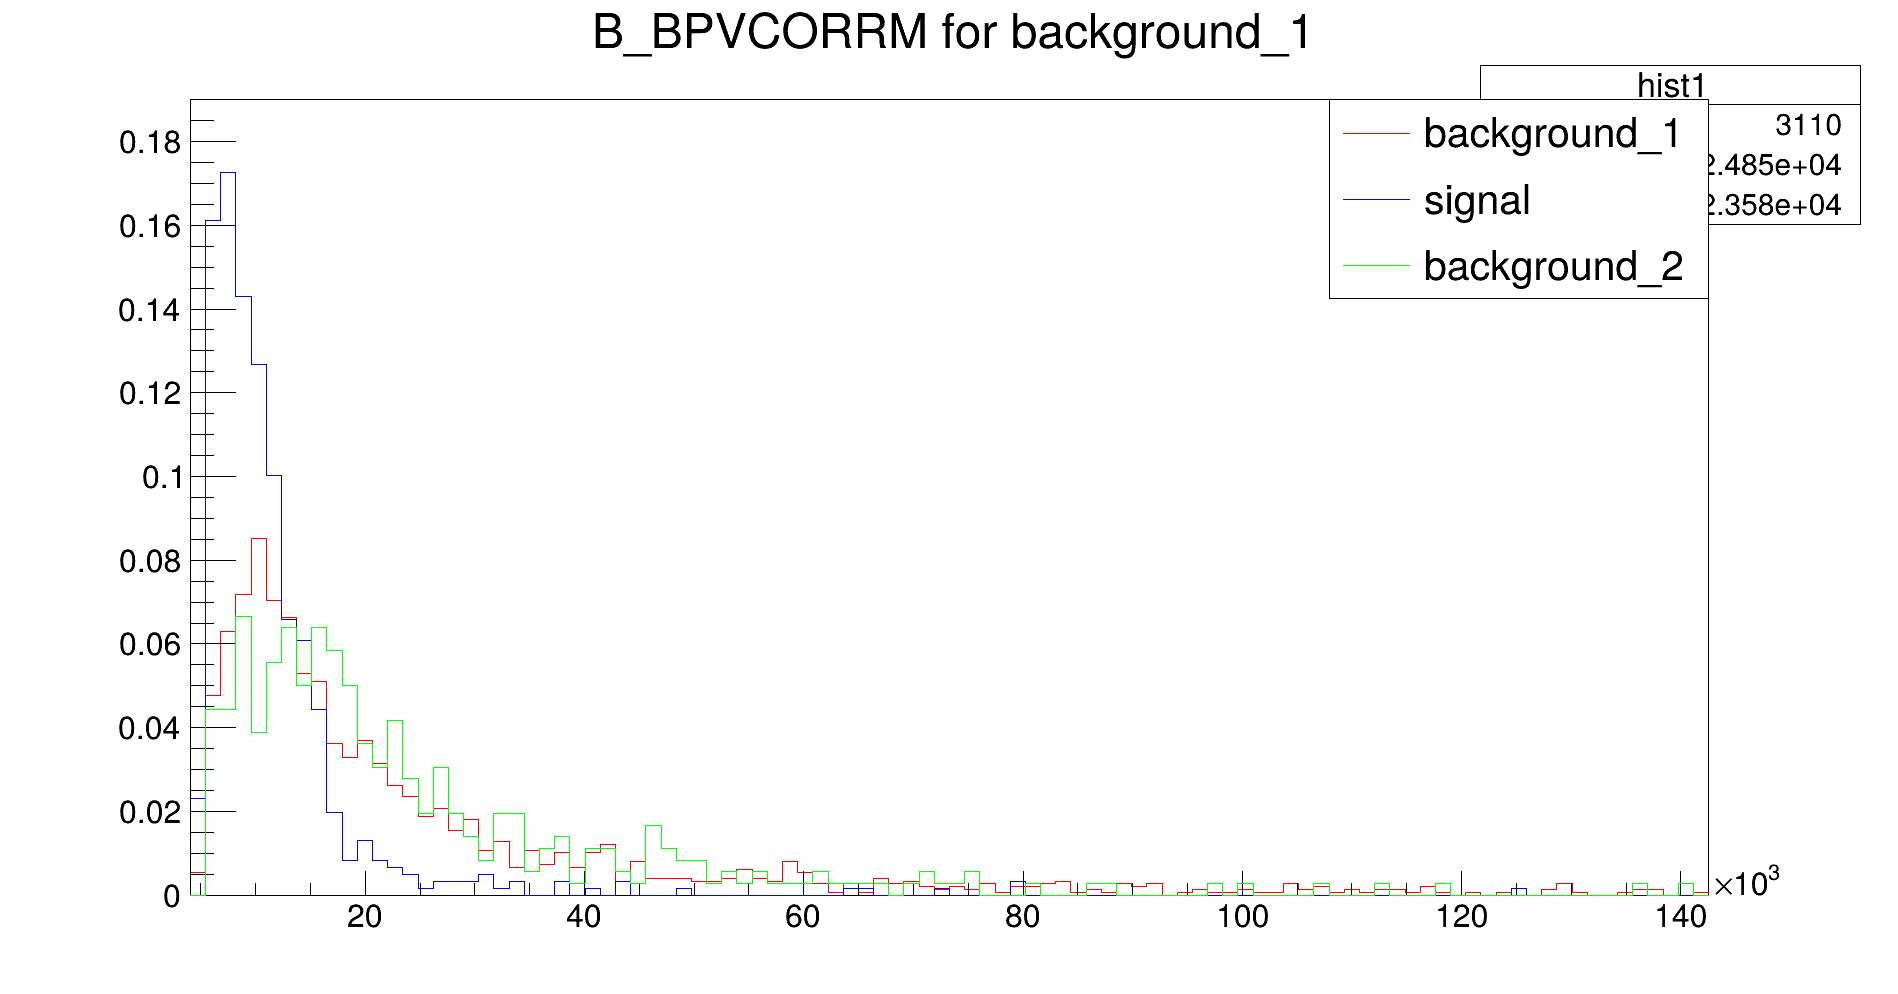 B_BPVCORRM for background_1
hist1
3110
2.485e+04
2.358e+04
background_1
signal
background_2
0.18
0.16
0.14
0.12
0.1
0.08
0.06
0.04
0.02
0
20 40 60 80 100 120 140
×10³